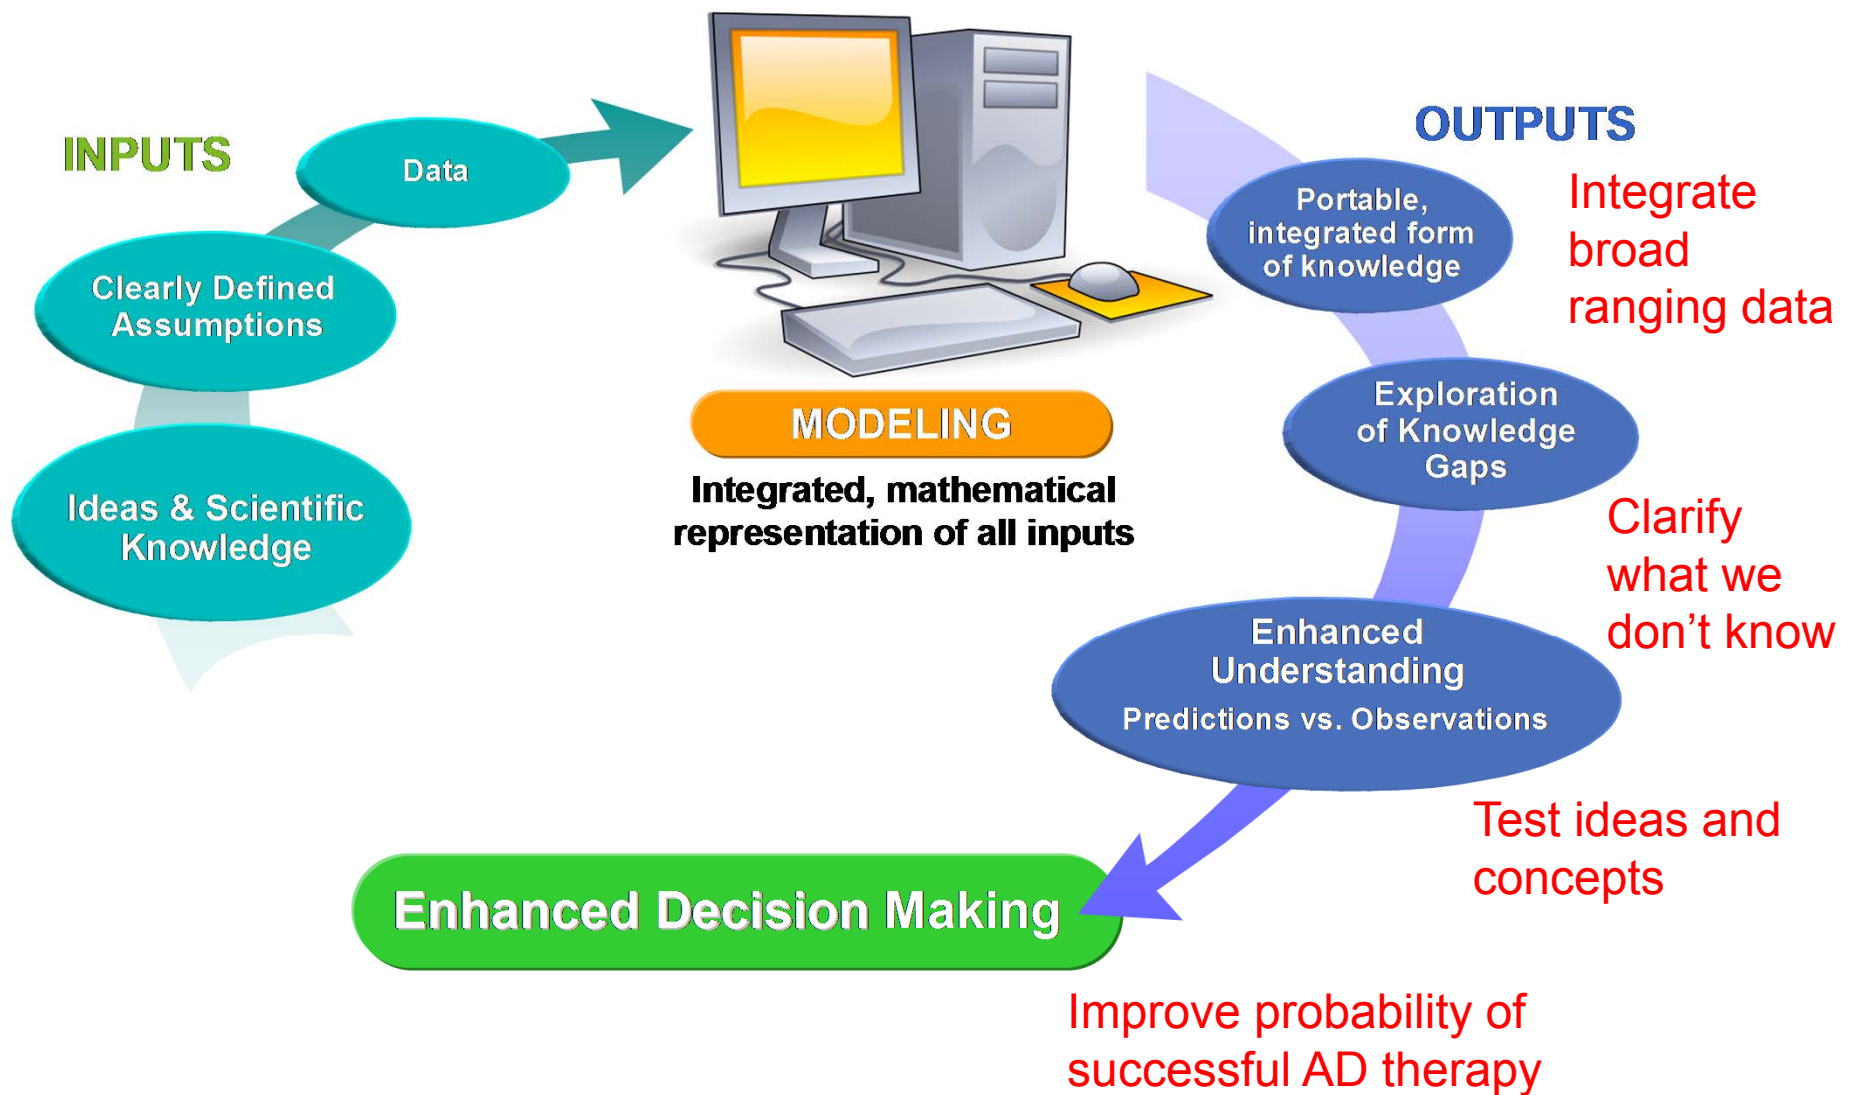 INPUTS
Data
Clearly Defined
Assumptions
Ideas & Scientific
Knowledge
MODELING
Integrated, mathematical
representation of all inputs
OUTPUTS
Portable,
integrated form
of knowledge
Integrate
broad
ranging data
Exploration
of Knowledge
Gaps
Clarify
what we
don’t know
Enhanced
Understanding
Predictions vs. Observations
Test ideas and
concepts
Enhanced Decision Making
Improve probability of
successful AD therapy